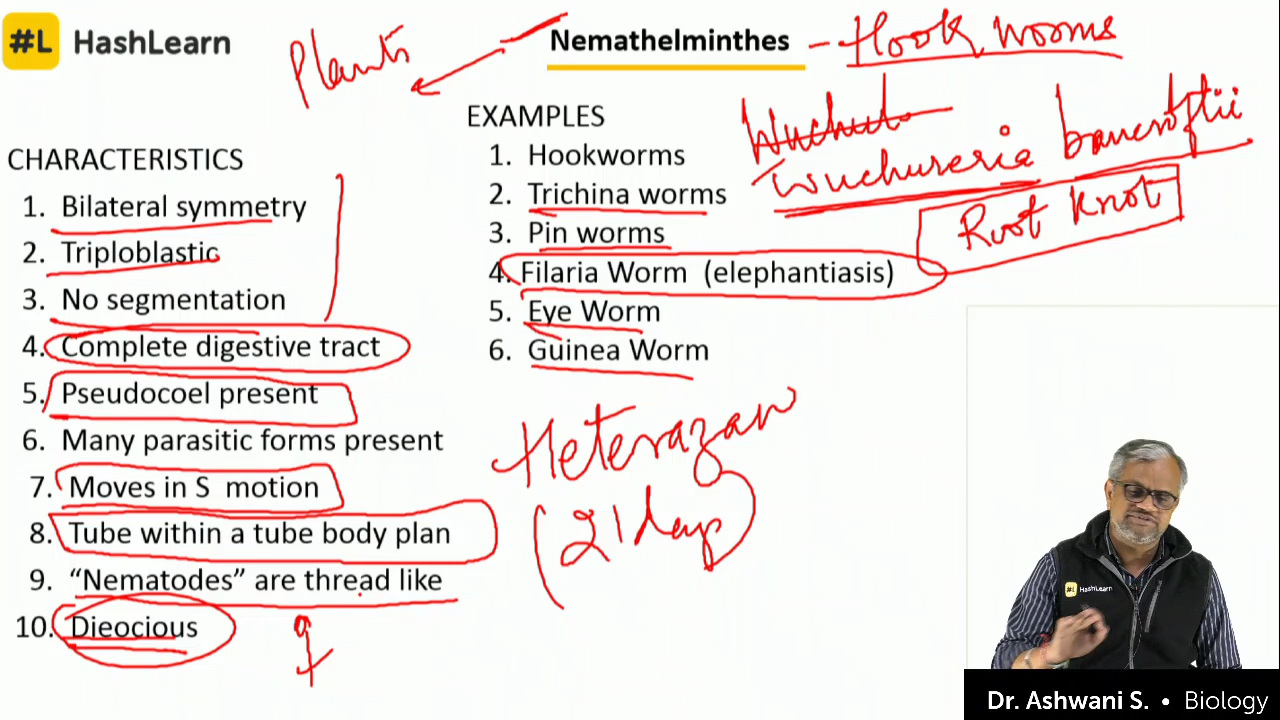 #L HashLearn
Plants
Nemathelminthes – Hook worms
EXAMPLES
Wuchureria bancroftii
Root Knot
CHARACTERISTICS
1. Bilateral symmetry
2. Triploblastic
3. No segmentation
4. Complete digestive tract
5. Pseudocoel present
6. Many parasitic forms present
7. Moves in S motion
8. Tube within a tube body plan
9. “Nematodes” are thread like
10. Dieocious
♀
1. Hookworms
2. Trichina worms
3. Pin worms
4. Filaria Worm (elephantiasis)
5. Eye Worm
6. Guinea Worm
Heterazan
(21 days)
#L HashLearn
Dr. Ashwani S. • Biology